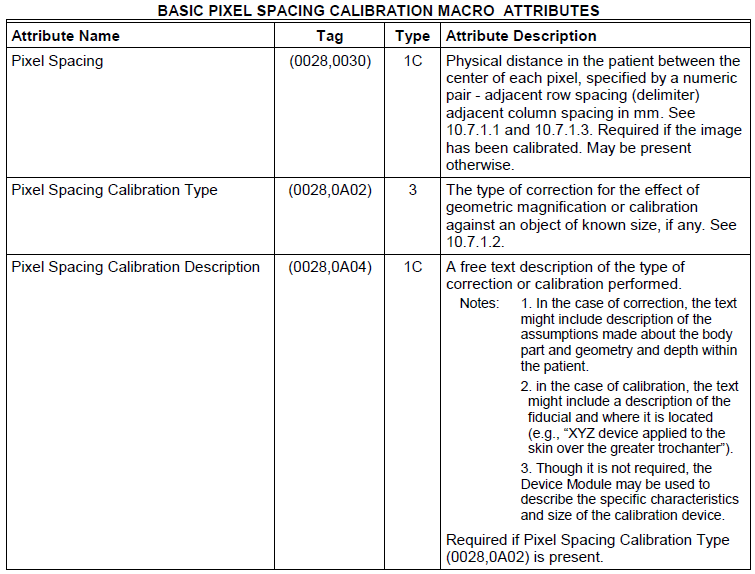 BASIC PIXEL SPACING CALIBRATION MACRO ATTRIBUTES
Attribute Name Tag Type Attribute Description
Pixel Spacing (0028,0030) 1C Physical distance in the patient between the
center of each pixel, specified by a numeric
pair - adjacent row spacing (delimiter)
adjacent column spacing in mm. See
10.7.1.1 and 10.7.1.3. Required if the image
has been calibrated. May be present
otherwise.
Pixel Spacing Calibration Type (0028,0A02) 3 The type of correction for the effect of
geometric magnification or calibration
against an object of known size, if any. See
10.7.1.2.
Pixel Spacing Calibration Description (0028,0A04) 1C A free text description of the type of
correction or calibration performed.
Notes: 1. In the case of correction, the text
might include description of the
assumptions made about the body
part and geometry and depth within
the patient.
2. in the case of calibration, the text
might include a description of the
fiducial and where it is located
(e.g., “XYZ device applied to the
skin over the greater trochanter”).
3. Though it is not required, the
Device Module may be used to
describe the specific characteristics
and size of the calibration device.
Required if Pixel Spacing Calibration Type
(0028,0A02) is present.